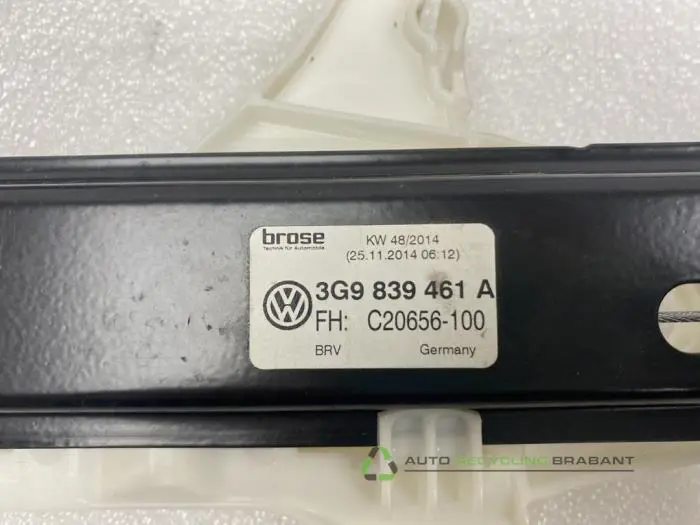 brose
Technik für Automobile
KW 48/2014
(25.11.2014 06:12)
VW
3G9 839 461 A
FH: C20656-100
BRV Germany
AUTO RECYCLING BRABANT